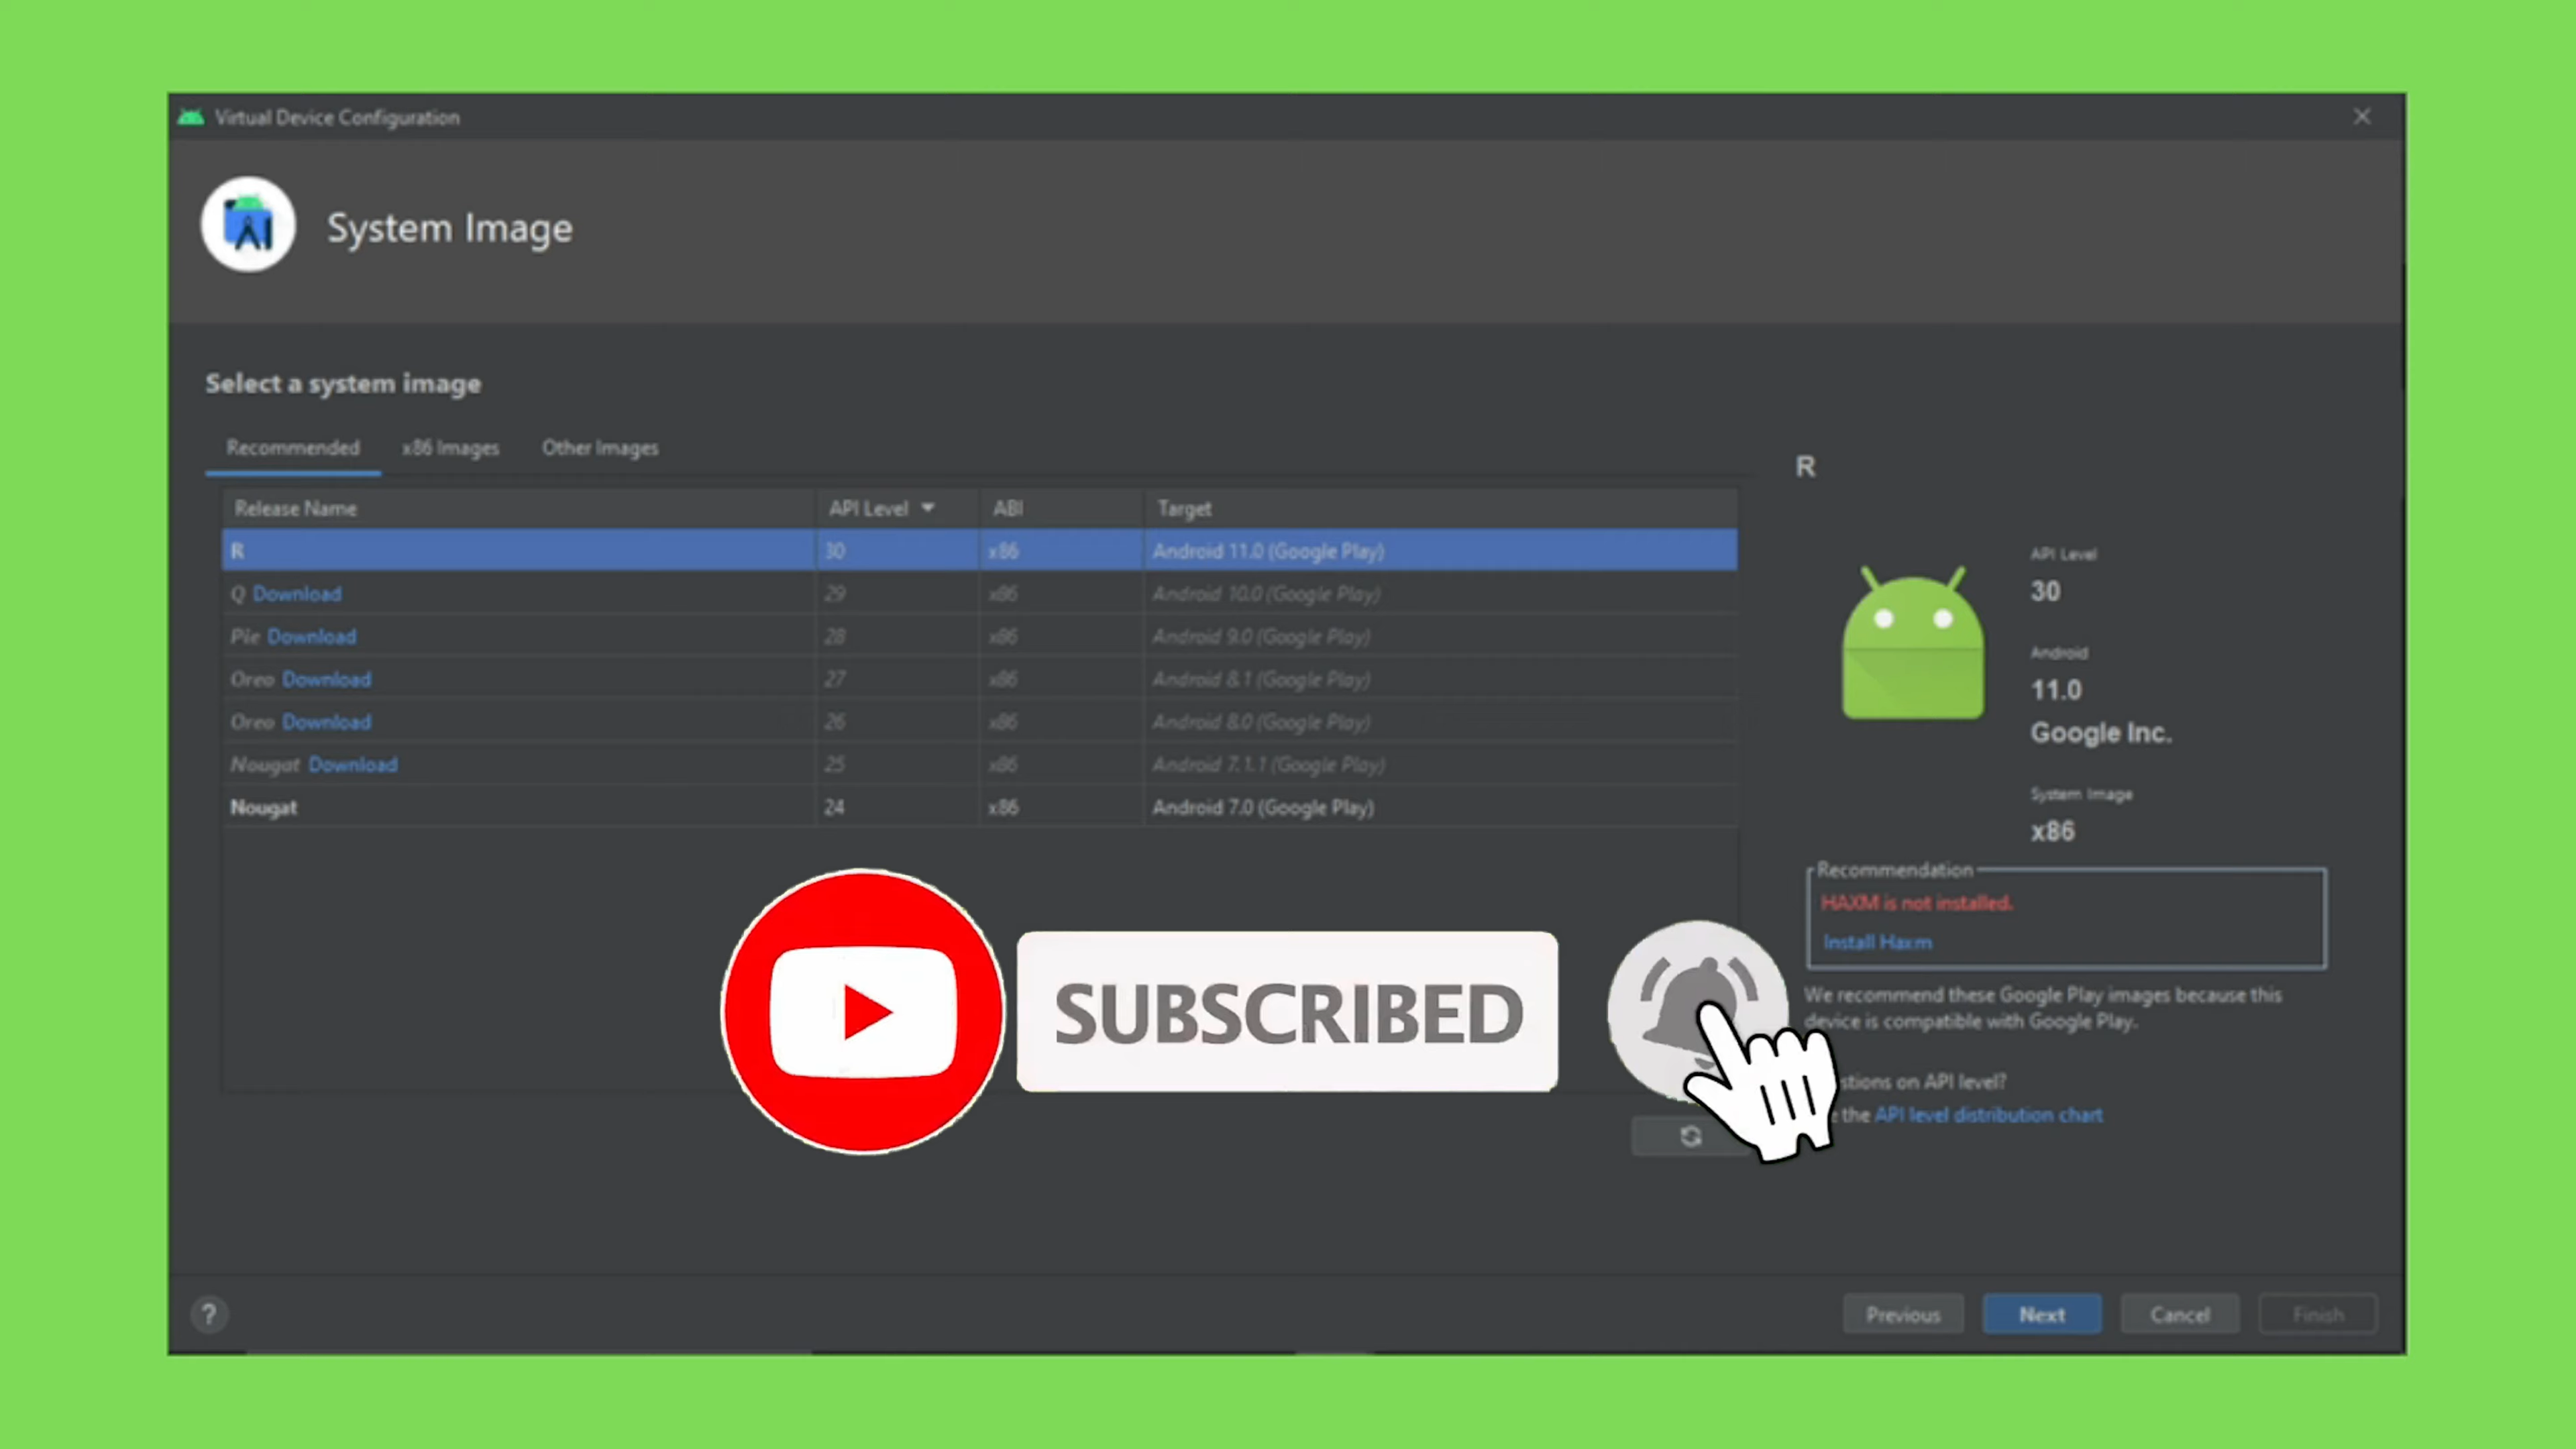 Virtual Device Configuration
System Image
Select a system image
Recommended x86 Images Other Images
Release Name API Level ABI Target
R 30 x86 Android 11.0 (Google Play)
Q Download 29 x86 Android 10.0 (Google Play)
Pie Download 28 x86 Android 9.0 (Google Play)
Oreo Download 27 x86 Android 8.1 (Google Play)
Oreo Download 26 x86 Android 8.0 (Google Play)
Nougat Download 25 x86 Android 7.1.1 (Google Play)
Nougat 24 x86 Android 7.0 (Google Play)
R
API Level
30
Android
11.0
Google Inc.
System Image
x86
Recommendation
HAXM is not installed.
Install Haxm
We recommend these Google Play images because this
device is compatible with Google Play.
stions on API level?
the API level distribution chart
SUBSCRIBED
? Previous Next Cancel Finish